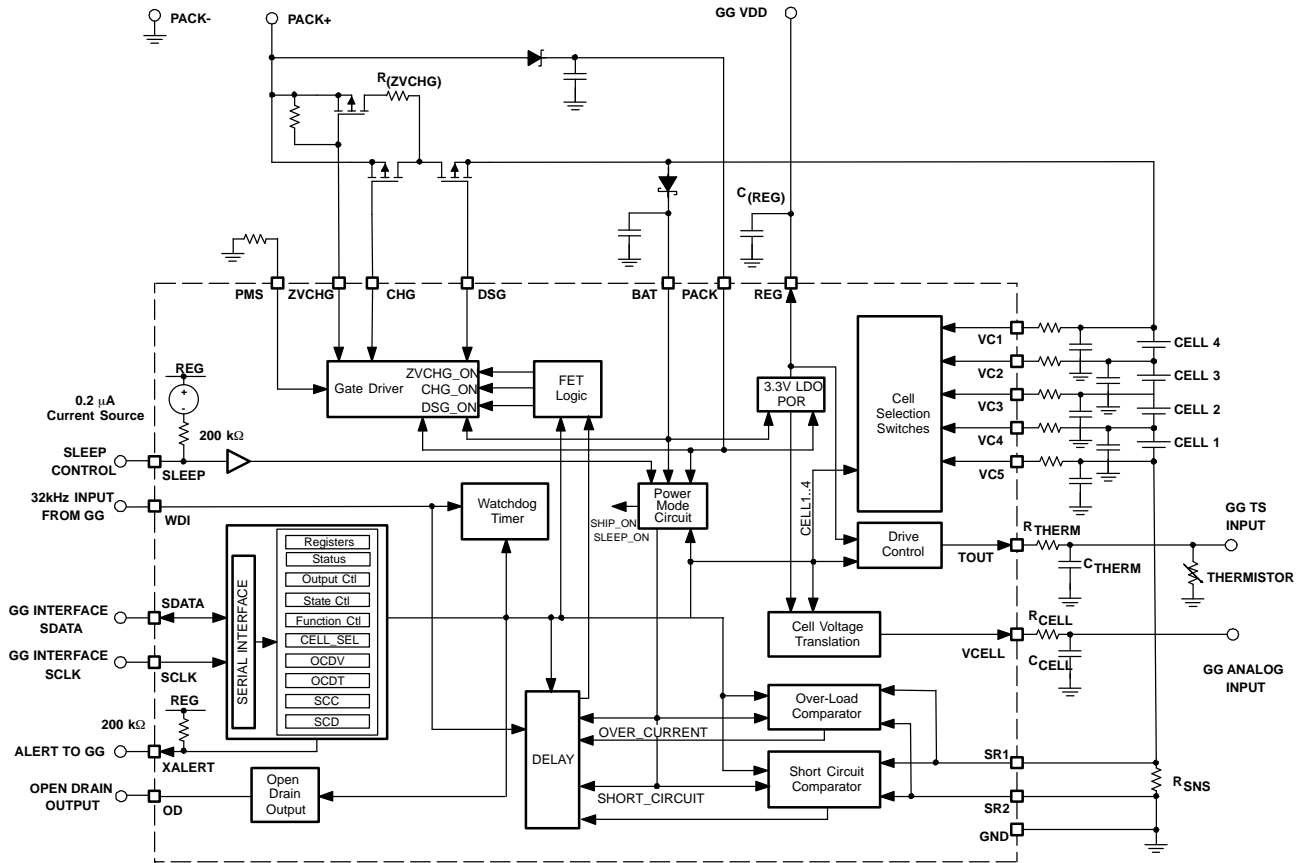 PACK-
PACK+
GG VDD
R(ZVCHG)
C(REG)
PMS
ZVCHG
CHG
DSG
BAT
PACK
REG
VC1
CELL 4
VC2
CELL 3
VC3
CELL 2
VC4
CELL 1
VC5
Cell
Selection
Switches
ZVCHG_ON
Gate Driver
CHG_ON
DSG_ON
FET
Logic
3.3V LDO
POR
REG
+
-
0.2 μA
Current Source
200 kΩ
SLEEP
CONTROL
SLEEP
32kHz INPUT
FROM GG
WDI
Watchdog
Timer
Power
Mode
Circuit
SHIP_ON
SLEEP_ON
CELL1..4
Drive
Control
TOUT
RTHERM
CTHERM
GG TS
INPUT
THERMISTOR
SERIAL INTERFACE
Registers
Status
Output Ctl
State Ctl
Function Ctl
CELL_SEL
OCDV
OCDT
SCC
SCD
GG INTERFACE
SDATA
SDATA
GG INTERFACE
SCLK
SCLK
Cell Voltage
Translation
VCELL
RCELL
CCELL
GG ANALOG
INPUT
REG
200 kΩ
ALERT TO GG
XALERT
OPEN DRAIN
OUTPUT
OD
Open
Drain
Output
DELAY
OVER_CURRENT
SHORT_CIRCUIT
Over-Load
Comparator
Short Circuit
Comparator
SR1
SR2
GND
RSNS